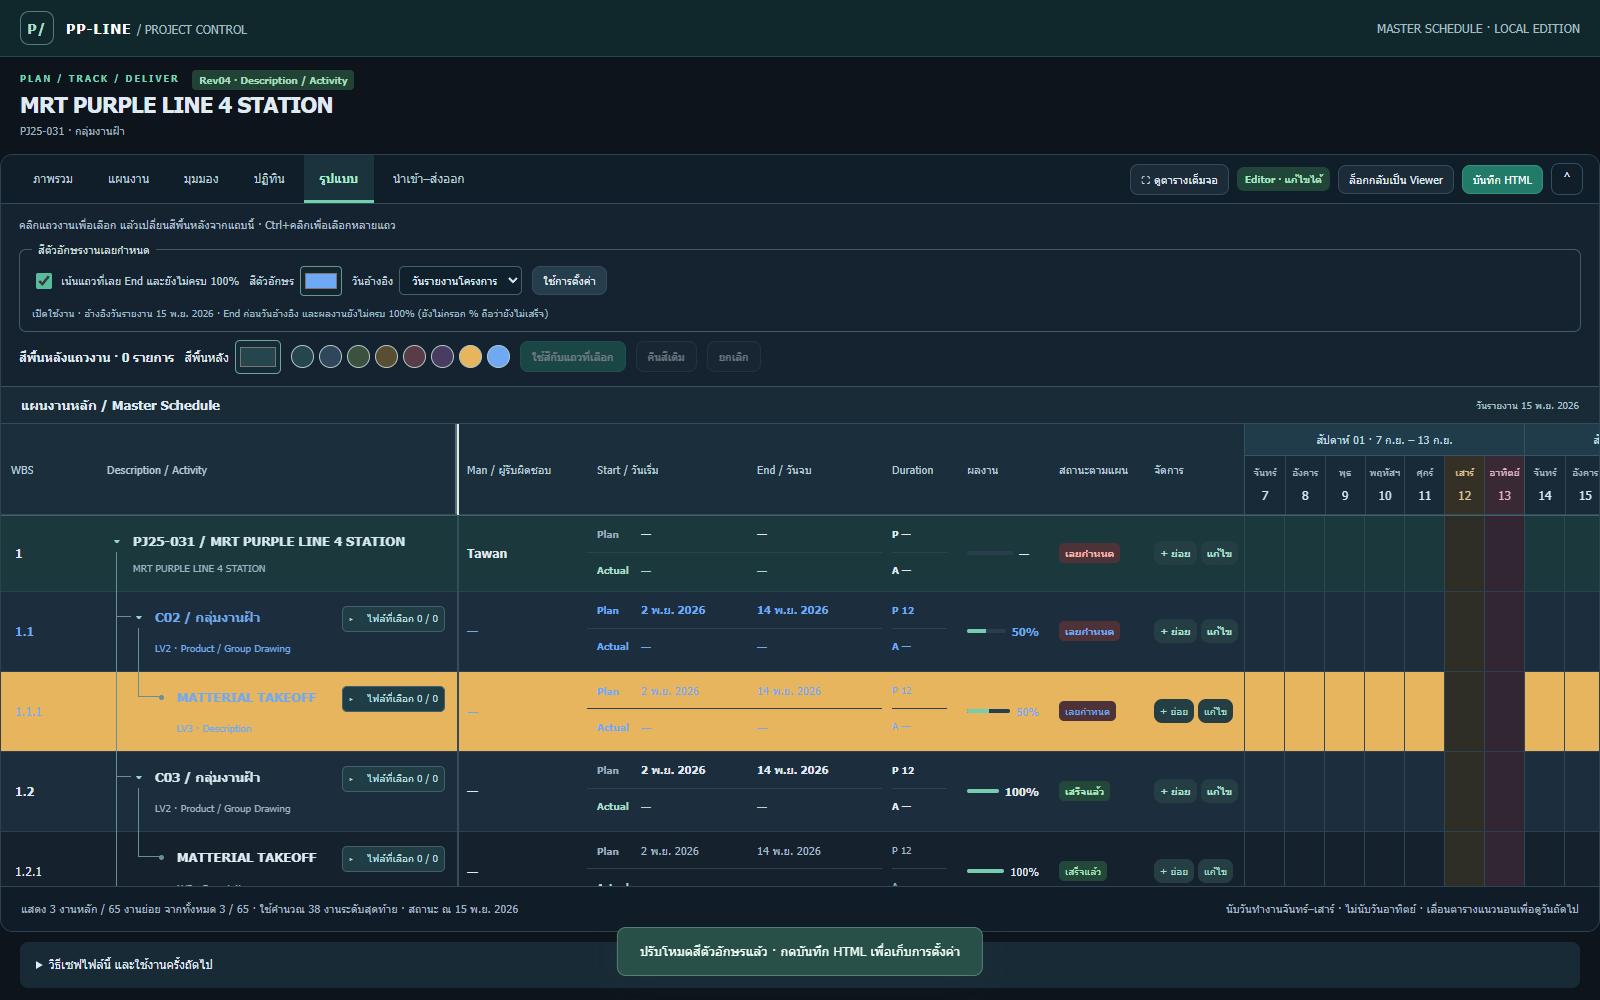 P/ PP-LINE / PROJECT CONTROL
MASTER SCHEDULE · LOCAL EDITION
PLAN / TRACK / DELIVER Rev04 · Description / Activity
MRT PURPLE LINE 4 STATION
PJ25-031 · กลุ่มงานฝ้า
ภาพรวม แผนงาน มุมมอง ปฏิทิน รูปแบบ นำเข้า–ส่งออก
ดูตารางเต็มจอ Editor · แก้ไขได้ ล็อกกลับเป็น Viewer บันทึก HTML ^
คลิกแถวงานเพื่อเลือก แล้วเปลี่ยนสีพื้นหลังจากแถบนี้ · Ctrl+คลิกเพื่อเลือกหลายแถว
สีตัวอักษรงานเลยกำหนด
เน้นแถวที่เลย End และยังไม่ครบ 100% สีตัวอักษร วันอ้างอิง วันรายงานโครงการ ใช้การตั้งค่า
เปิดใช้งาน · อ้างอิงวันรายงาน 15 พ.ย. 2026 · End ก่อนวันอ้างอิง และผลงานยังไม่ครบ 100% (ยังไม่กรอก % ถือว่ายังไม่เสร็จ)
สีพื้นหลังแถวงาน · 0 รายการ สีพื้นหลัง ใช้สีกับแถวที่เลือก คืนสีเดิม ยกเลิก
แผนงานหลัก / Master Schedule
วันรายงาน 15 พ.ย. 2026
WBS Description / Activity Man / ผู้รับผิดชอบ Start / วันเริ่ม End / วันจบ Duration ผลงาน สถานะตามแผน จัดการ
สัปดาห์ 01 · 7 ก.ย. – 13 ก.ย.
จันทร์ อังคาร พุธ พฤหัสฯ ศุกร์ เสาร์ อาทิตย์ จันทร์ อังคาร
7 8 9 10 11 12 13 14 15
1 PJ25-031 / MRT PURPLE LINE 4 STATION Tawan Plan — — P — — เลยกำหนด + ย่อย แก้ไข
MRT PURPLE LINE 4 STATION Actual — — A —
1.1 C02 / กลุ่มงานฝ้า ไฟล์ที่เลือก 0 / 0 — Plan 2 พ.ย. 2026 14 พ.ย. 2026 P 12 50% เลยกำหนด + ย่อย แก้ไข
LV2 · Product / Group Drawing Actual — — A —
1.1.1 MATTERIAL TAKEOFF ไฟล์ที่เลือก 0 / 0 — Plan 2 พ.ย. 2026 14 พ.ย. 2026 P 12 50% เลยกำหนด + ย่อย แก้ไข
LV3 · Description Actual — — A —
1.2 C03 / กลุ่มงานฝ้า ไฟล์ที่เลือก 0 / 0 — Plan 2 พ.ย. 2026 14 พ.ย. 2026 P 12 100% เสร็จแล้ว + ย่อย แก้ไข
LV2 · Product / Group Drawing Actual — — A —
1.2.1 MATTERIAL TAKEOFF ไฟล์ที่เลือก 0 / 0 — Plan 2 พ.ย. 2026 14 พ.ย. 2026 P 12 100% เสร็จแล้ว + ย่อย แก้ไข
แสดง 3 งานหลัก / 65 งานย่อย จากทั้งหมด 3 / 65 · ใช้คำนวณ 38 งานระดับสุดท้าย · สถานะ ณ 15 พ.ย. 2026
นับวันทำงานจันทร์–เสาร์ · ไม่นับวันอาทิตย์ · เลื่อนตารางแนวนอนเพื่อดูวันถัดไป
ปรับโหมดสีตัวอักษรแล้ว · กดบันทึก HTML เพื่อเก็บการตั้งค่า
วิธีเซฟไฟล์นี้ และใช้งานครั้งถัดไป